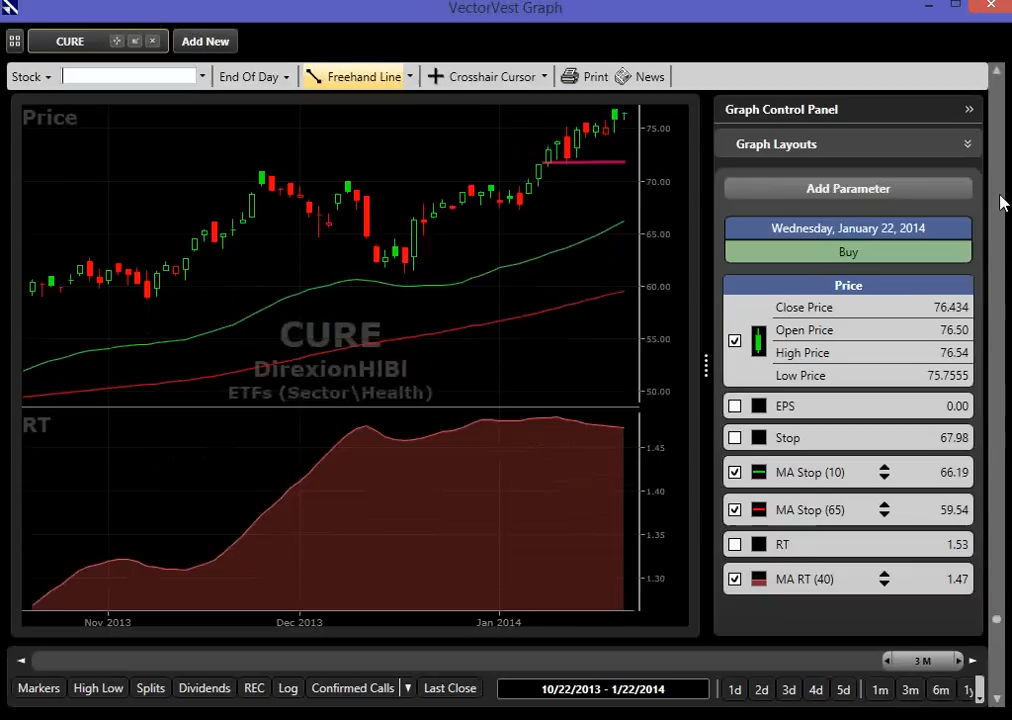 VectorVest Graph
CURE
Add New
Stock End Of Day Freehand Line Crosshair Cursor Print News
Price
75.00
70.00
65.00
60.00
55.00
50.00
CURE
DirexionHlBl
ETFs (Sector\Health)
RT
1.45
1.40
1.35
1.30
Nov 2013 Dec 2013 Jan 2014
Graph Control Panel
Graph Layouts
Add Parameter
Wednesday, January 22, 2014
Buy
Price
Close Price 76.434
Open Price 76.50
High Price 76.54
Low Price 75.7555
EPS 0.00
Stop 67.98
MA Stop (10) 66.19
MA Stop (65) 59.54
RT 1.53
MA RT (40) 1.47
3 M
Markers High Low Splits Dividends REC Log Confirmed Calls Last Close 10/22/2013 - 1/22/2014 1d 2d 3d 4d 5d 1m 3m 6m 1y